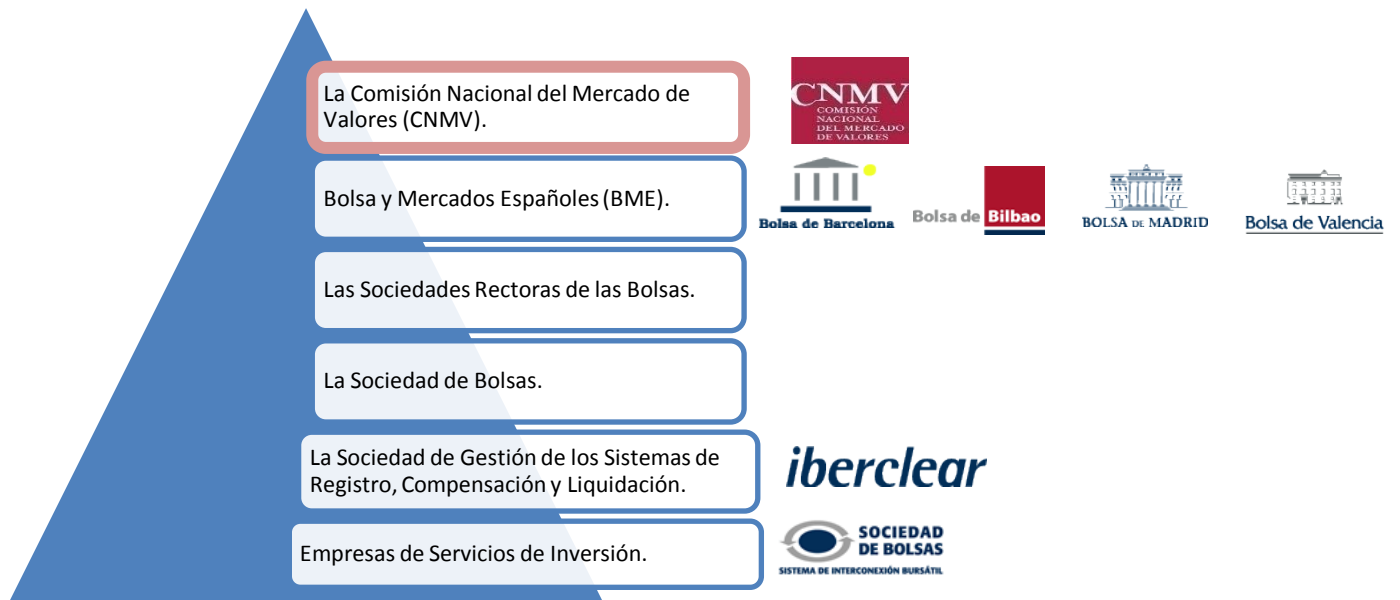 La Comisión Nacional del Mercado de
Valores (CNMV).
CNMV
COMISIÓN
NACIONAL
DEL MERCADO
DE VALORES
Bolsa y Mercados Españoles (BME).
Bolsa de Barcelona
Bolsa de Bilbao
BOLSA DE MADRID
Bolsa de Valencia
Las Sociedades Rectoras de las Bolsas.
La Sociedad de Bolsas.
La Sociedad de Gestión de los Sistemas de
Registro, Compensación y Liquidación.
iberclear
Empresas de Servicios de Inversión.
SOCIEDAD
DE BOLSAS
SISTEMA DE INTERCONEXIÓN BURSÁTIL